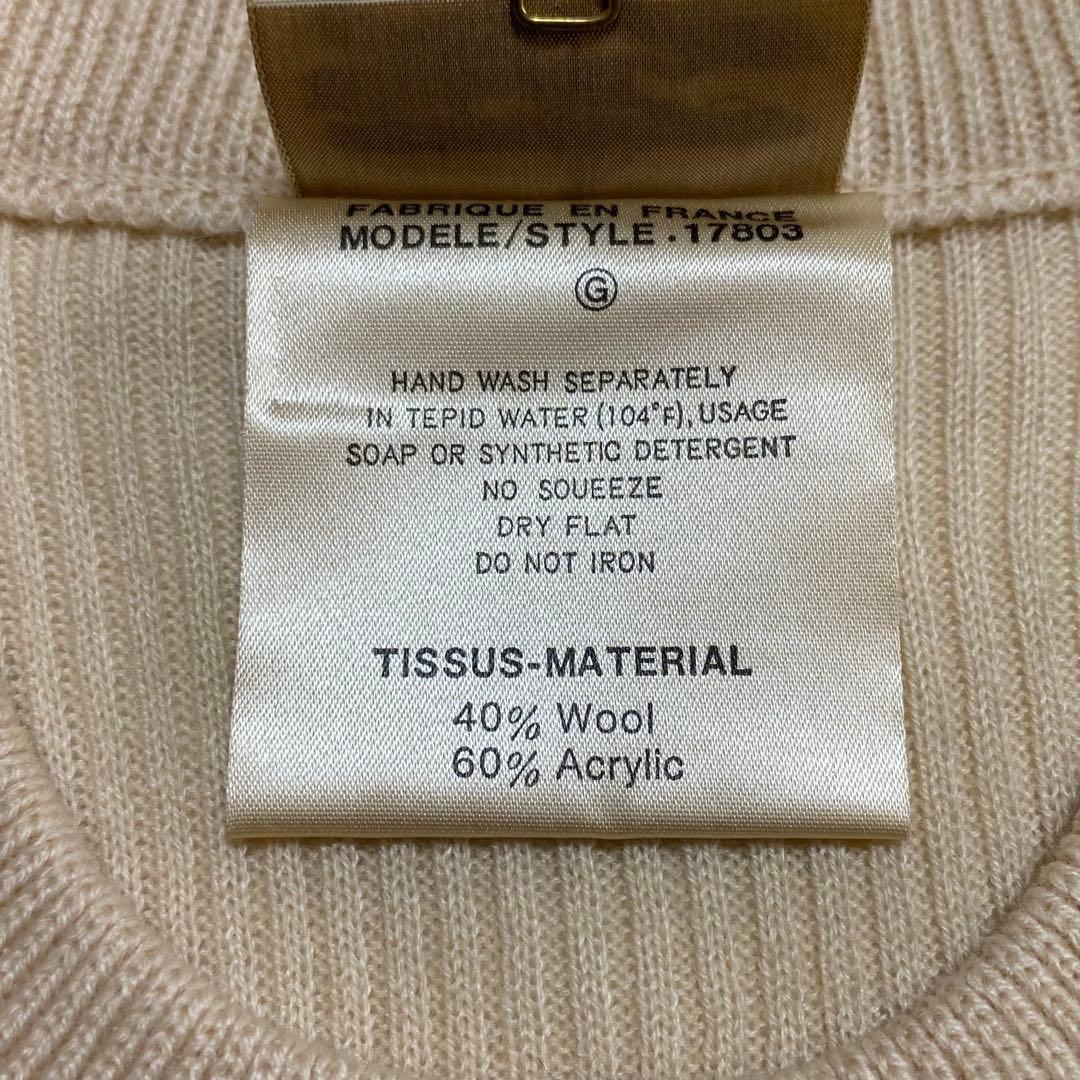 FABRIQUE EN FRANCE
MODELE/STYLE.17803
G
HAND WASH SEPARATELY
IN TEPID WATER (104°F), USAGE
SOAP OR SYNTHETIC DETERGENT
NO SQUEEZE
DRY FLAT
DO NOT IRON
TISSUS-MATERIAL
40% Wool
60% Acrylic